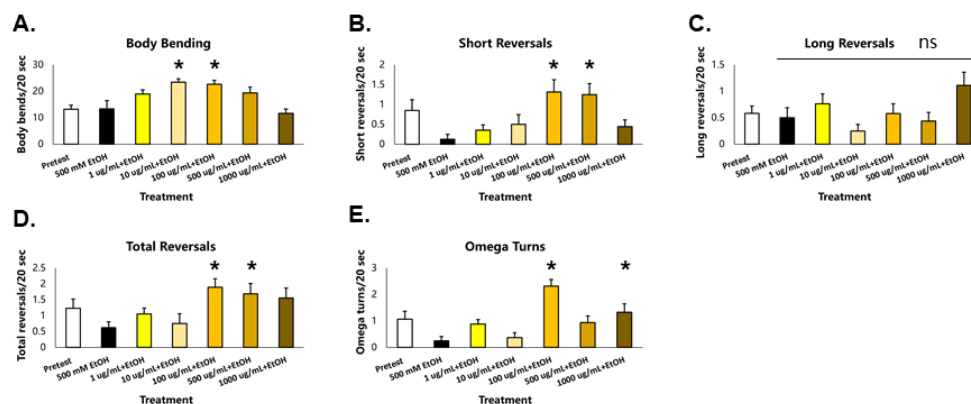 A.
Body Bending
Body bends/20 sec
30
20
10
0
* *
Pretest
500 mM EtOH
1 ug/mL+EtOH
10 ug/mL+EtOH
100 ug/mL+EtOH
500 ug/mL+EtOH
1000 ug/mL+EtOH
Treatment
B.
Short Reversals
Short reversals/20 sec
2
1.5
1
0.5
0
* *
Pretest
500 mM EtOH
1 ug/mL+EtOH
10 ug/mL+EtOH
100 ug/mL+EtOH
500 ug/mL+EtOH
1000 ug/mL+EtOH
Treatment
C.
Long Reversals ns
Long reversals/20 sec
1.5
1
0.5
0
Pretest
500 mM EtOH
1 ug/mL+EtOH
10 ug/mL+EtOH
100 ug/mL+EtOH
500 ug/mL+EtOH
1000 ug/mL+EtOH
Treatment
D.
Total Reversals
Total reversals/20 sec
2.5
2
1.5
1
0.5
0
* *
Pretest
500 mM EtOH
1 ug/mL+EtOH
10 ug/mL+EtOH
100 ug/mL+EtOH
500 ug/mL+EtOH
1000 ug/mL+EtOH
Treatment
E.
Omega Turns
Omega turns/20 sec
3
2
1
0
* *
Pretest
500 mM EtOH
1 ug/mL+EtOH
10 ug/mL+EtOH
100 ug/mL+EtOH
500 ug/mL+EtOH
1000 ug/mL+EtOH
Treatment